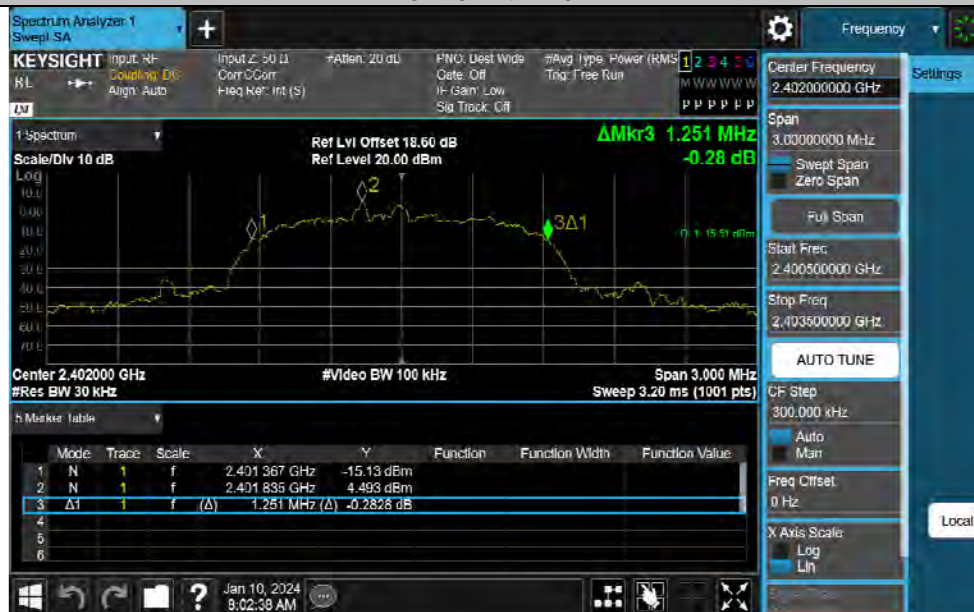 Spectrum Analyzer 1
Swept SA
+
Frequency
KEYSIGHT
Input: RF
Coupling: DC
Align: Auto
Input Z: 50 Ω
Corr CCorr
Freq Ref: Int (S)
#Atten: 20 dB
PNO: Best Wide
Gate: Off
IF Gain: Low
Sig Track: Off
#Avg Type: Power (RMS
Trig: Free Run
1 2 3 4 5 6
M W W W W W
P P P P P P
1 Spectrum
Scale/Div 10 dB
Ref Lvl Offset 18.60 dB
Ref Level 20.00 dBm
ΔMkr3 1.251 MHz
-0.28 dB
Log
1
2
3Δ1
Center 2.402000 GHz
#Res BW 30 kHz
#Video BW 100 kHz
Span 3.000 MHz
Sweep 3.20 ms (1001 pts)
5 Marker Table
Mode Trace Scale X Y Function Function Width Function Value
1 N 1 f 2.401 367 GHz -15.13 dBm
2 N 1 f 2.401 835 GHz 4.493 dBm
3 Δ1 1 f (Δ) 1.251 MHz (Δ) -0.2828 dB
4
5
6
Jan 10, 2024
8:02:38 AM
Center Frequency
2.402000000 GHz
Span
3.00000000 MHz
Swept Span
Zero Span
Full Span
Start Freq
2.400500000 GHz
Stop Freq
2.403500000 GHz
AUTO TUNE
CF Step
300.000 kHz
Auto
Man
Freq Offset
0 Hz
X Axis Scale
Log
Lin
Settings
Local